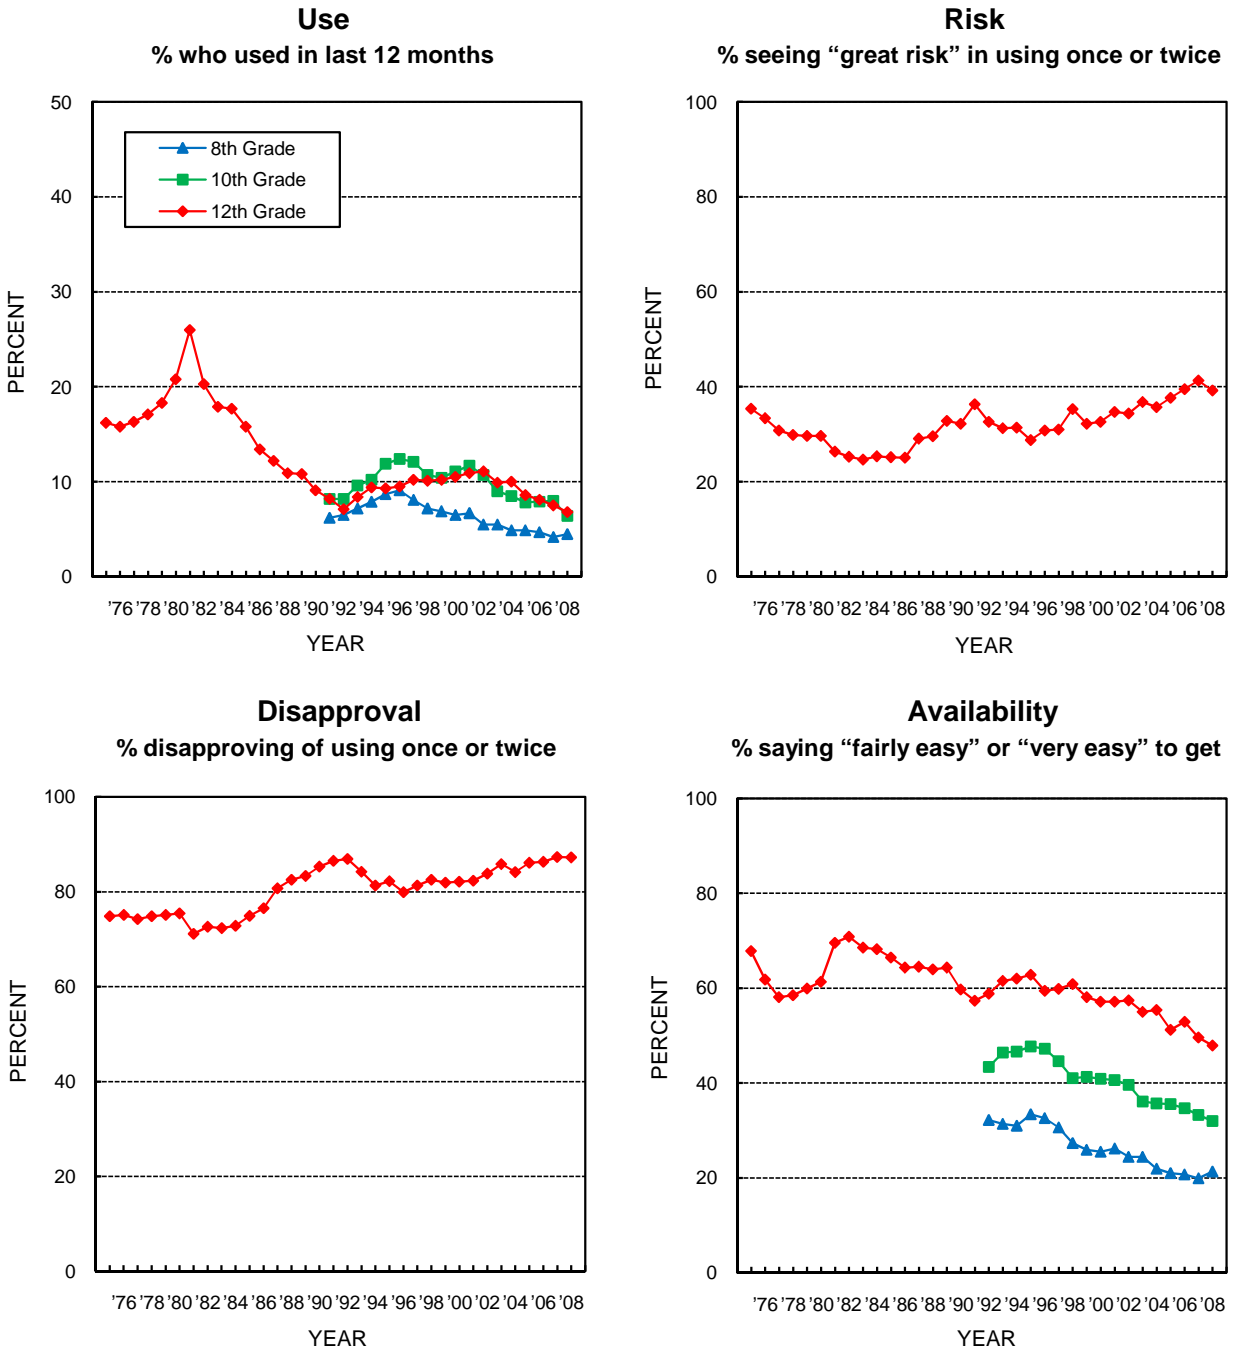 Use
% who used in last 12 months
50
40
30
20
10
0
PERCENT
8th Grade
10th Grade
12th Grade
’76 ’78 ’80 ’82 ’84 ’86 ’88 ’90 ’92 ’94 ’96 ’98 ’00 ’02 ’04 ’06 ’08
YEAR
Risk
% seeing “great risk” in using once or twice
100
80
60
40
20
0
PERCENT
’76 ’78 ’80 ’82 ’84 ’86 ’88 ’90 ’92 ’94 ’96 ’98 ’00 ’02 ’04 ’06 ’08
YEAR
Disapproval
% disapproving of using once or twice
100
80
60
40
20
0
PERCENT
’76 ’78 ’80 ’82 ’84 ’86 ’88 ’90 ’92 ’94 ’96 ’98 ’00 ’02 ’04 ’06 ’08
YEAR
Availability
% saying “fairly easy” or “very easy” to get
100
80
60
40
20
0
PERCENT
’76 ’78 ’80 ’82 ’84 ’86 ’88 ’90 ’92 ’94 ’96 ’98 ’00 ’02 ’04 ’06 ’08
YEAR